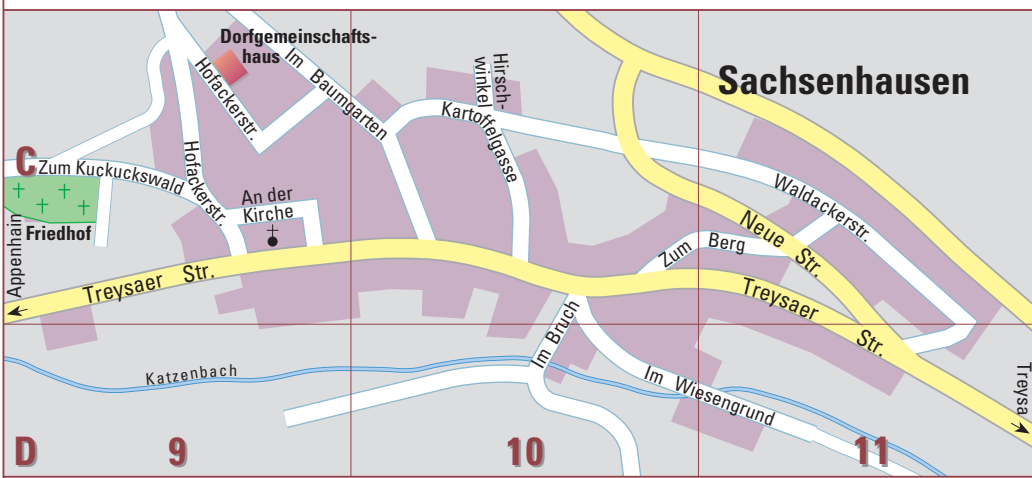 Dorfgemeinschafts-
haus
Im Baumgarten
Hofackerstr.
Hirsch-
winkel
Kartoffelgasse
Sachsenhausen
C
Zum Kuckuckswald
Hofackerstr.
An der
Kirche
Friedhof
Appenhain
Waldackerstr.
Neue Str.
Zum Berg
Treysaer Str.
Treysaer Str.
Im Bruch
Katzenbach
Im Wiesengrund
Treysa
D
9
10
11